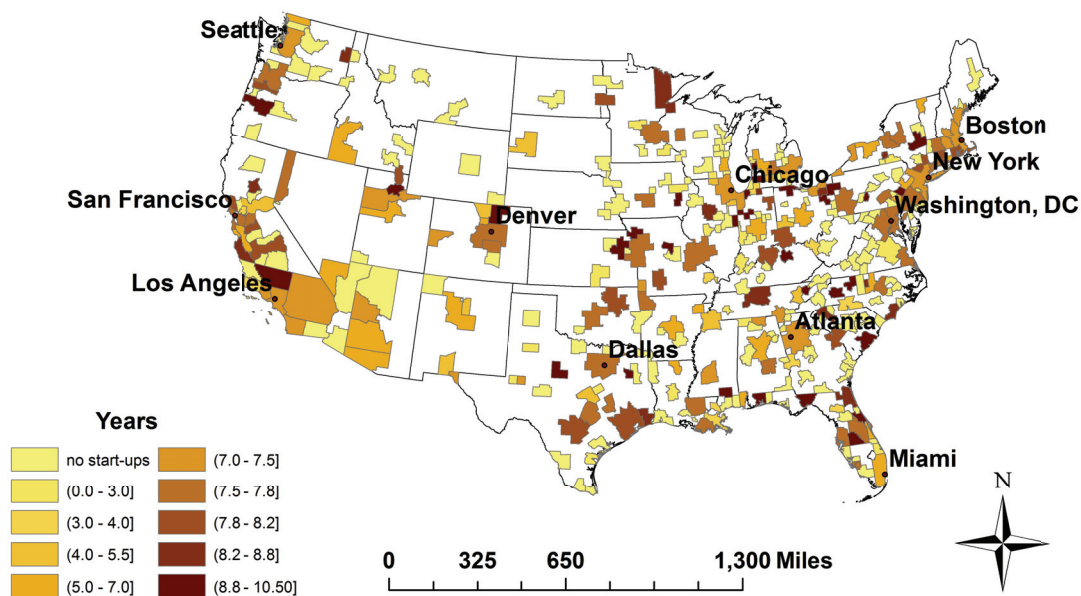 Seattle
Boston
New York
Chicago
San Francisco
Washington, DC
Denver
Los Angeles
Atlanta
Dallas
Miami
Years
no start-ups
(0.0 - 3.0]
(3.0 - 4.0]
(4.0 - 5.5]
(5.0 - 7.0]
(7.0 - 7.5]
(7.5 - 7.8]
(7.8 - 8.2]
(8.2 - 8.8]
(8.8 - 10.50]
0 325 650 1,300 Miles
N